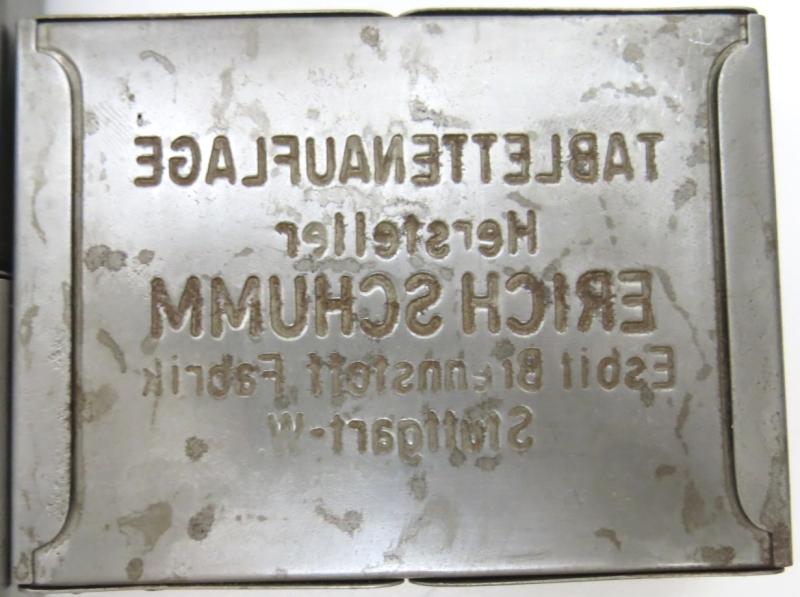 TABLETTENAUFLAGE
Hersteller
ERICH SCHUMM
Esbit Brennstoff Fabrik
Stuttgart-W